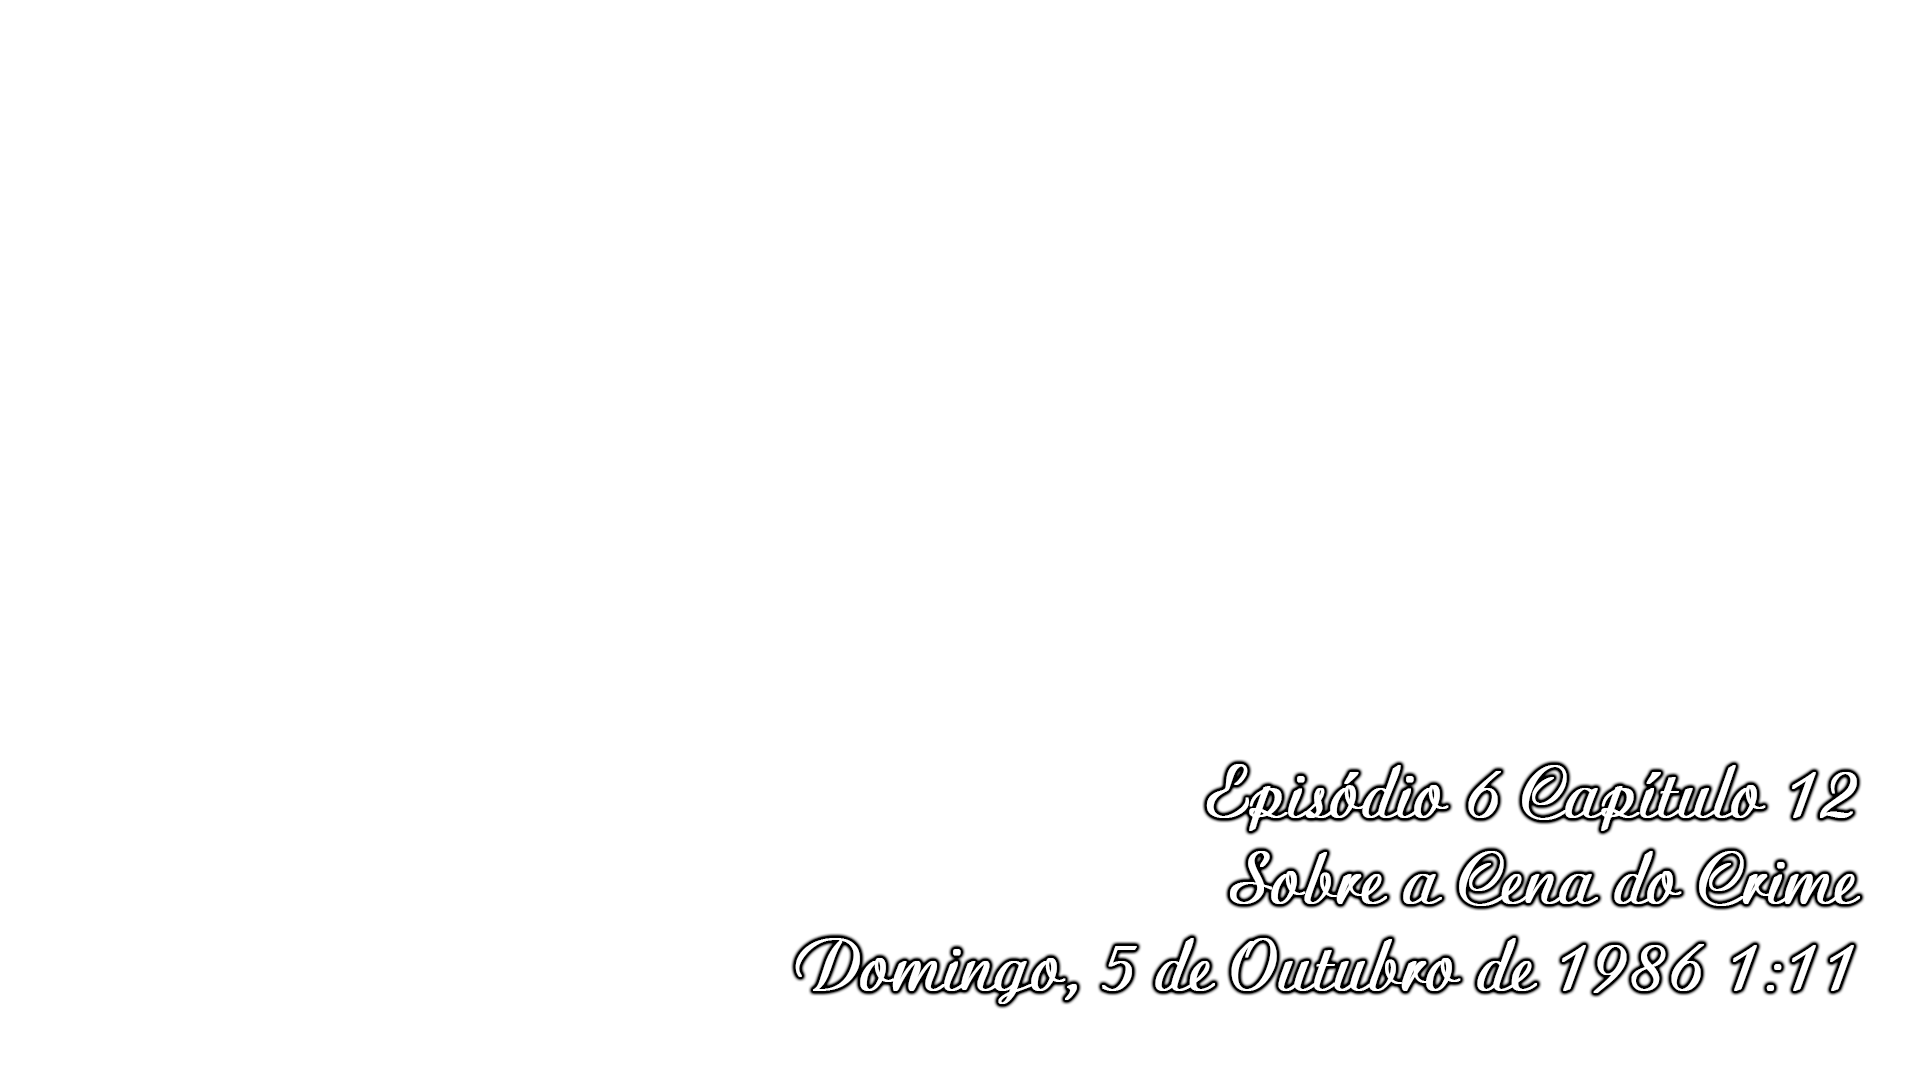 Episódio 6 Capítulo 12
Sobre a Cena do Crime
Domingo, 5 de Outubro de 1986 1:11